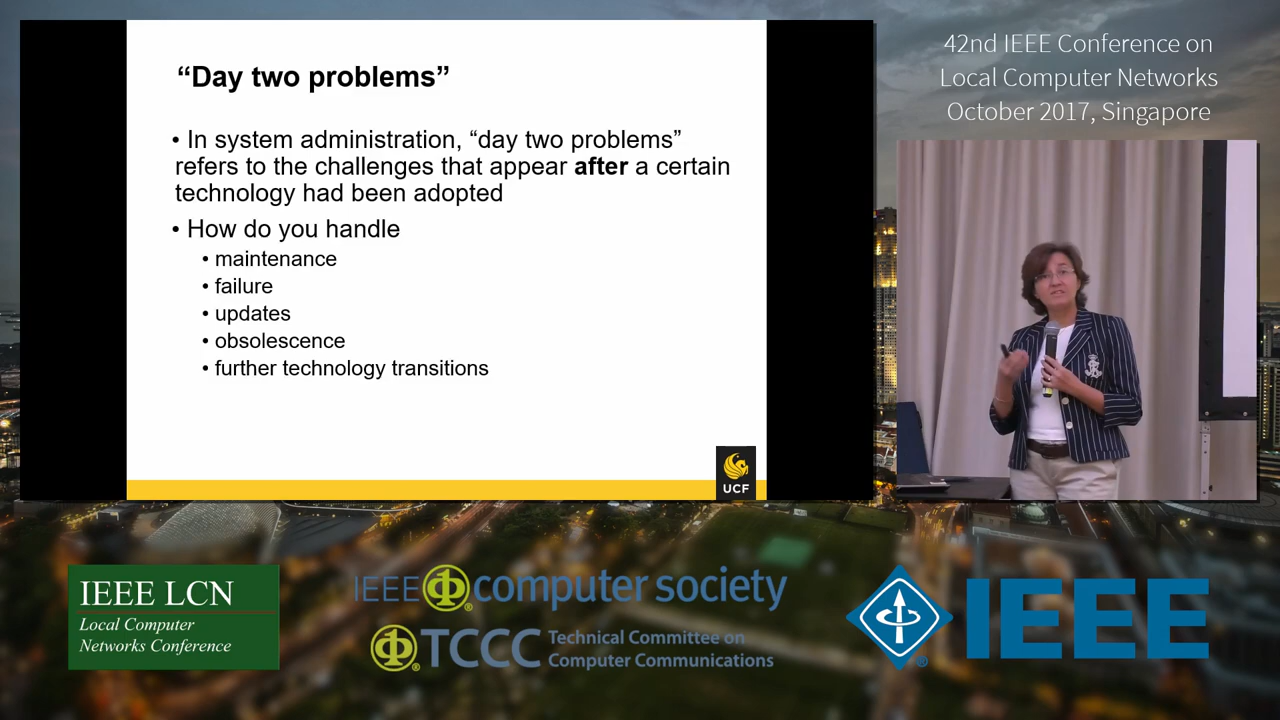 “Day two problems”
• In system administration, “day two problems”
refers to the challenges that appear after a certain
technology had been adopted
• How do you handle
• maintenance
• failure
• updates
• obsolescence
• further technology transitions
UCF
42nd IEEE Conference on
Local Computer Networks
October 2017, Singapore
IEEE LCN
Local Computer
Networks Conference
IEEE computer society
TCCC Technical Committee on
Computer Communications
IEEE